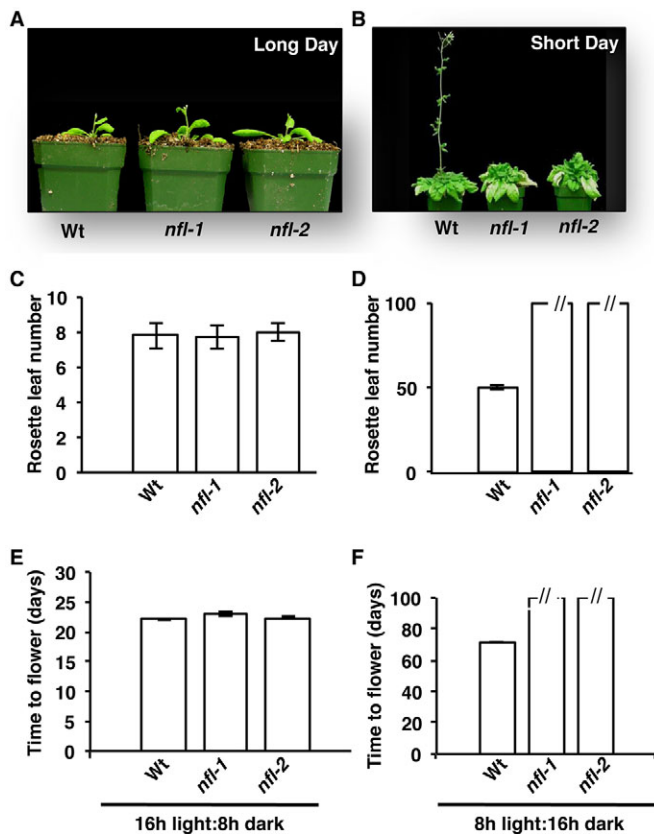 A
Long Day
Wt
nfl-1
nfl-2
B
Short Day
Wt
nfl-1
nfl-2
C
Rosette leaf number
10
8
6
4
2
0
Wt
nfl-1
nfl-2
D
Rosette leaf number
100
50
0
//
//
Wt
nfl-1
nfl-2
E
Time to flower (days)
30
25
20
15
10
5
0
Wt
nfl-1
nfl-2
16h light:8h dark
F
Time to flower (days)
100
80
60
40
20
0
//
//
Wt
nfl-1
nfl-2
8h light:16h dark